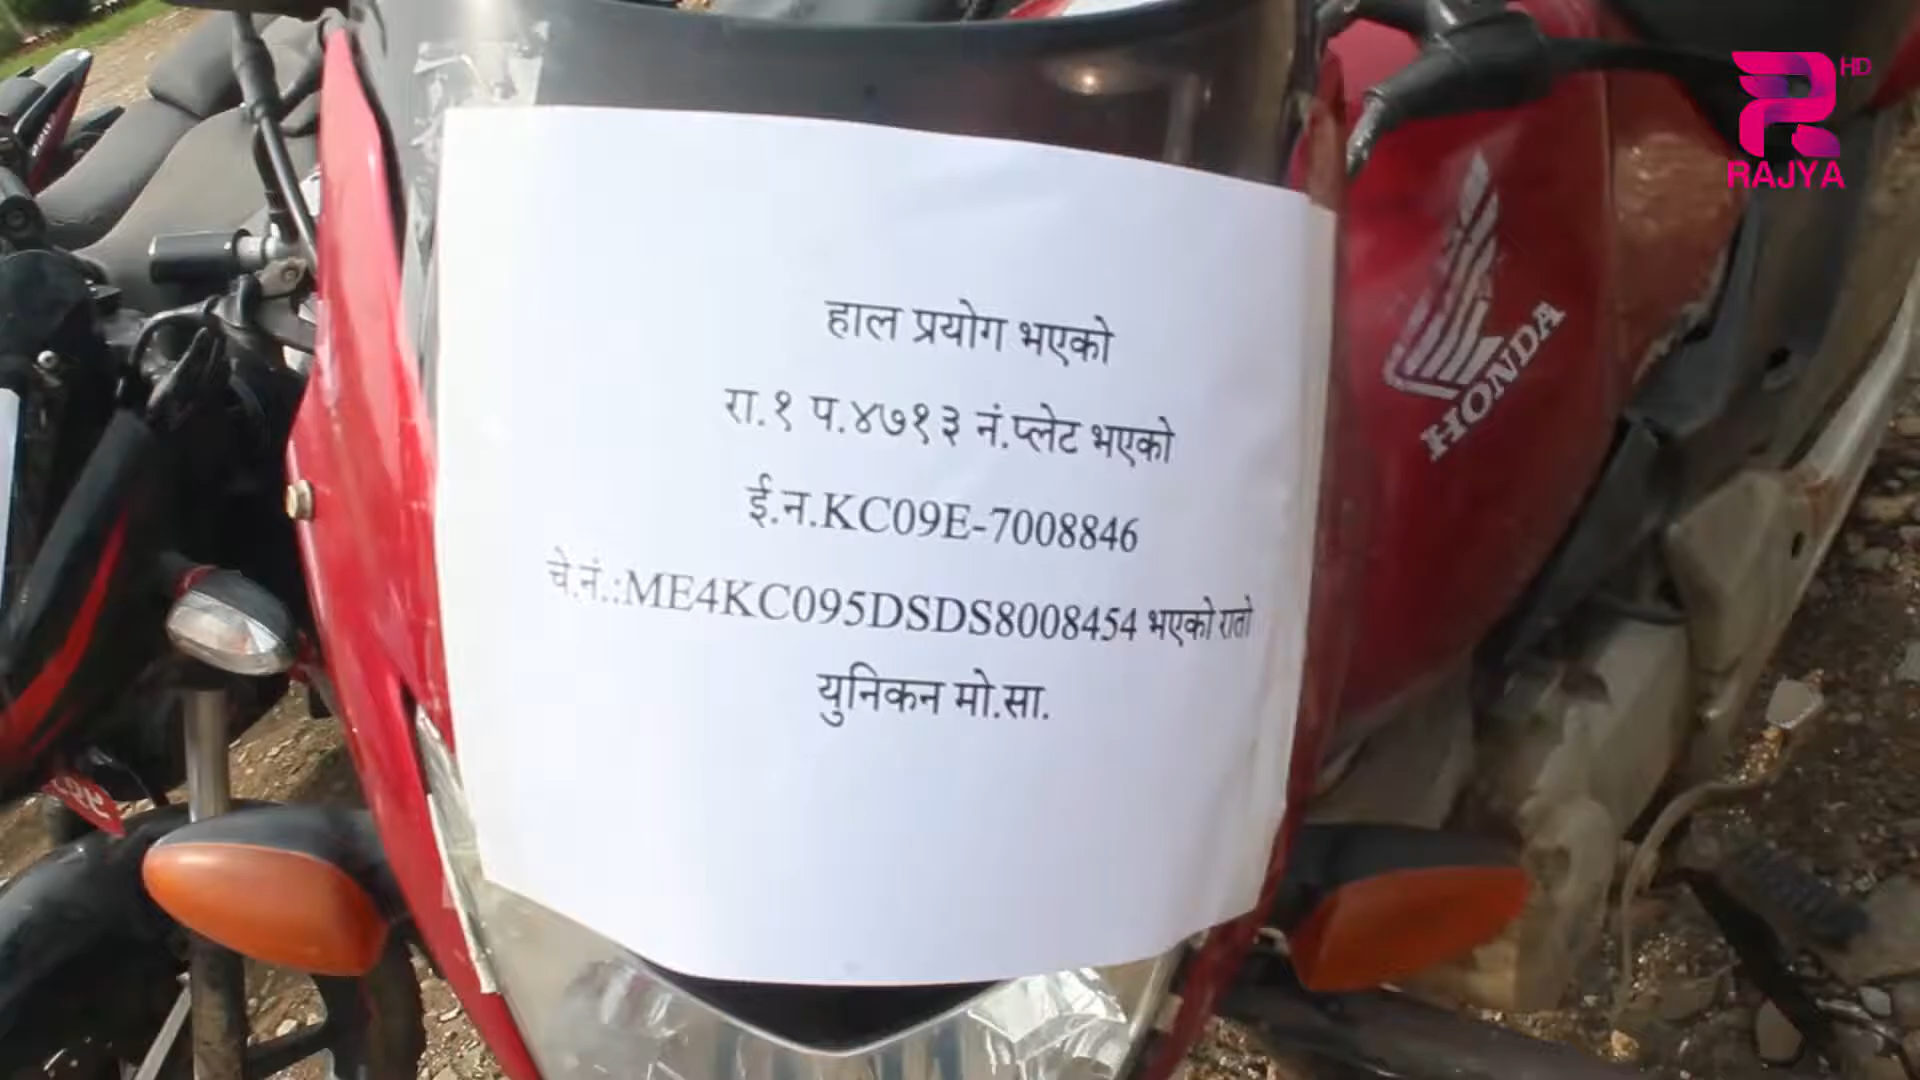 हाल प्रयोग भएको
रा.१ प.४७१३ नं.प्लेट भएको
ई.न.KC09E-7008846
चे.नं.:ME4KC095DSDS8008454 भएको रातो
युनिकन मो.सा.
HONDA
HD
RAJYA